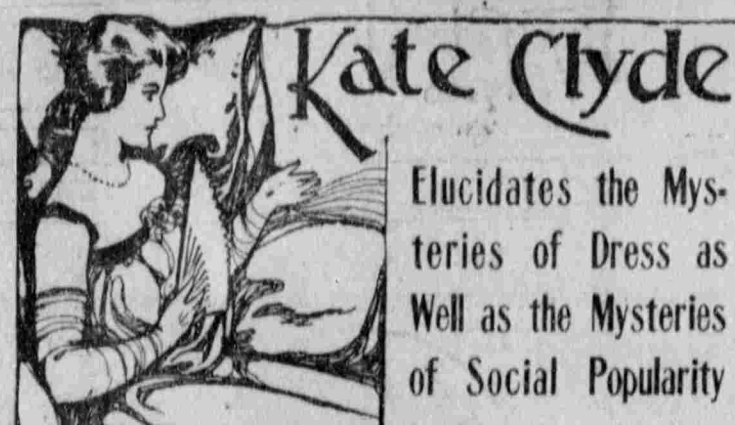 Kate Clyde
Elucidates the Mys-
teries of Dress as
Well as the Mysteries
of Social Popularity